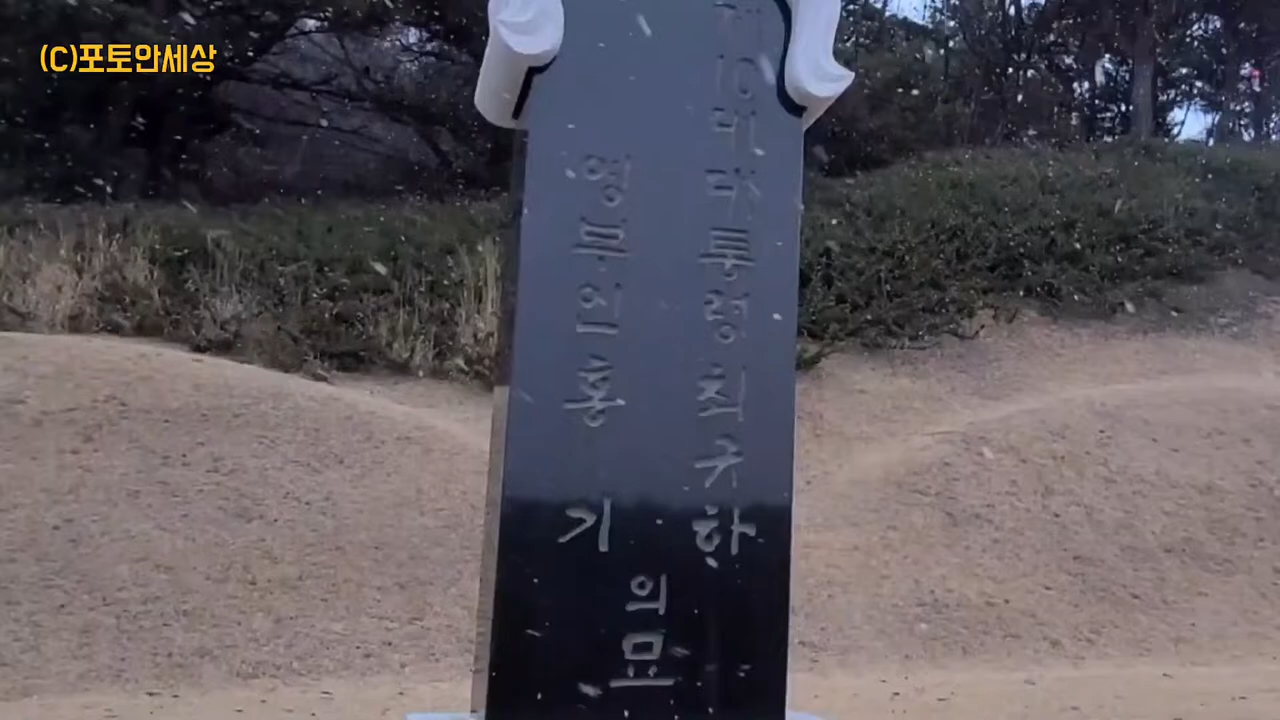 (C)포토안세상
제10대 대통령 최규하
영부인 홍 기
의 묘